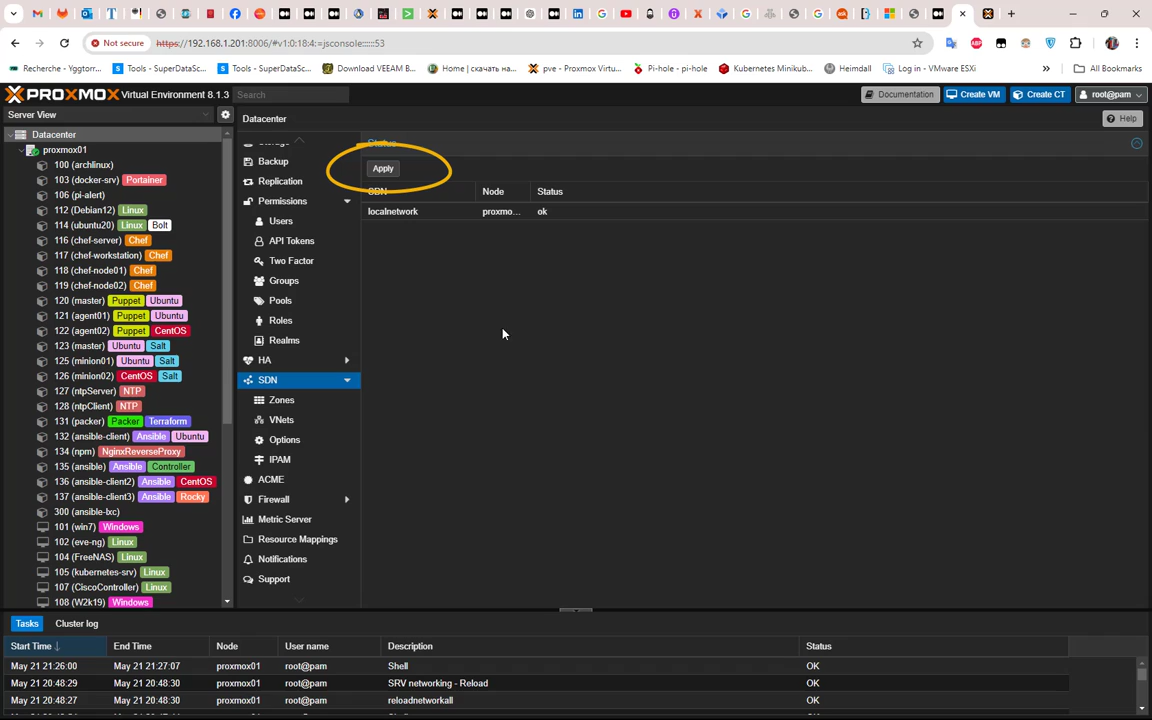 Not secure https://192.168.1.201:8006/#v1:0:18:4:=jsconsole::::::53
Recherche - Yggtorr... Tools - SuperDataSc... Tools - SuperDataSc... Download VEEAM B... Home | скачать на... pve - Proxmox Virtu... Pi-hole - pi-hole Kubernetes Minikub... Heimdall Log in - VMware ESXi » All Bookmarks
PROXMOX Virtual Environment 8.1.3 Search Documentation Create VM Create CT root@pam
Server View
Datacenter
proxmox01
100 (archlinux)
103 (docker-srv) Portainer
106 (pi-alert)
112 (Debian12) Linux
114 (ubuntu20) Linux Bolt
116 (chef-server) Chef
117 (chef-workstation) Chef
118 (chef-node01) Chef
119 (chef-node02) Chef
120 (master) Puppet Ubuntu
121 (agent01) Puppet Ubuntu
122 (agent02) Puppet CentOS
123 (master) Ubuntu Salt
125 (minion01) Ubuntu Salt
126 (minion02) CentOS Salt
127 (ntpServer) NTP
128 (ntpClient) NTP
131 (packer) Packer Terraform
132 (ansible-client) Ansible Ubuntu
134 (npm) NginxReverseProxy
135 (ansible) Ansible Controller
136 (ansible-client2) Ansible CentOS
137 (ansible-client3) Ansible Rocky
300 (ansible-lxc)
101 (win7) Windows
102 (eve-ng) Linux
104 (FreeNAS) Linux
105 (kubernetes-srv) Linux
107 (CiscoController) Linux
108 (W2k19) Windows
Datacenter Help
Storage
Backup
Replication
Permissions
Users
API Tokens
Two Factor
Groups
Pools
Roles
Realms
HA
SDN
Zones
VNets
Options
IPAM
ACME
Firewall
Metric Server
Resource Mappings
Notifications
Support
Status
Apply
SDN Node Status
localnetwork proxmo... ok
Tasks Cluster log
Start Time ↓ End Time Node User name Description Status
May 21 21:26:00 May 21 21:27:07 proxmox01 root@pam Shell OK
May 21 20:48:29 May 21 20:48:30 proxmox01 root@pam SRV networking - Reload OK
May 21 20:48:27 May 21 20:48:30 proxmox01 root@pam reloadnetworkall OK